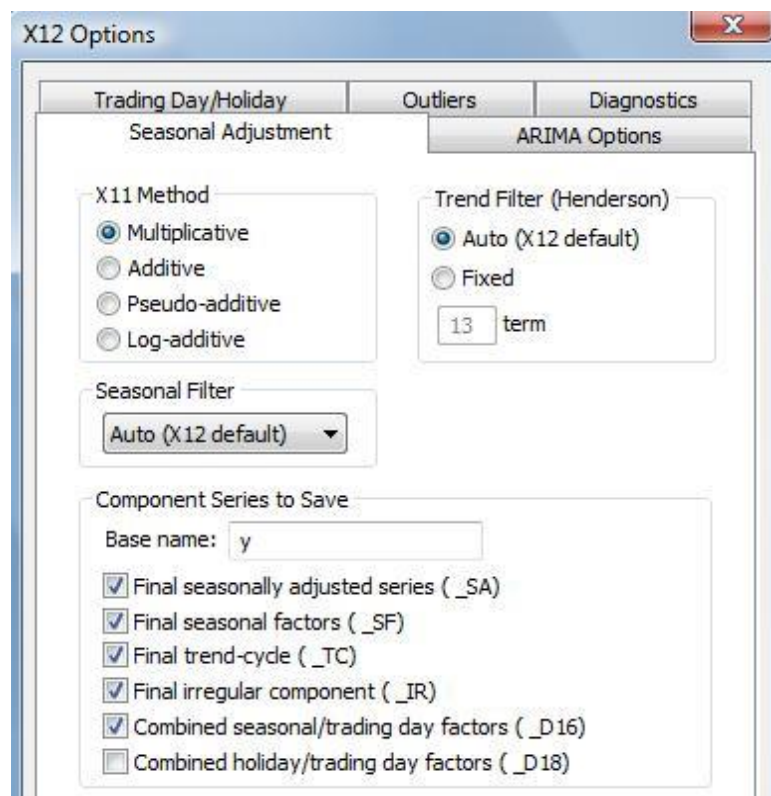 X12 Options
X
Trading Day/Holiday
Outliers
Diagnostics
Seasonal Adjustment
ARIMA Options
X11 Method
Multiplicative
Additive
Pseudo-additive
Log-additive
Trend Filter (Henderson)
Auto (X12 default)
Fixed
13 term
Seasonal Filter
Auto (X12 default)
Component Series to Save
Base name: y
Final seasonally adjusted series ( _SA)
Final seasonal factors ( _SF)
Final trend-cycle ( _TC)
Final irregular component ( _IR)
Combined seasonal/trading day factors ( _D16)
Combined holiday/trading day factors ( _D18)